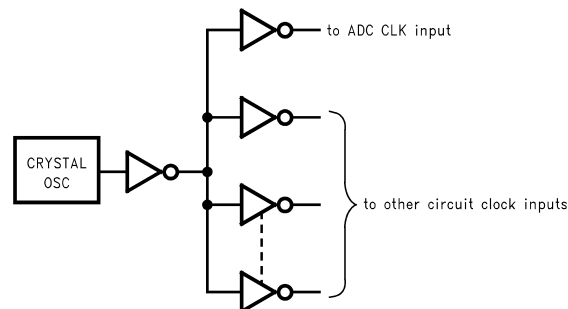 to ADC CLK input
CRYSTAL
OSC
to other circuit clock inputs